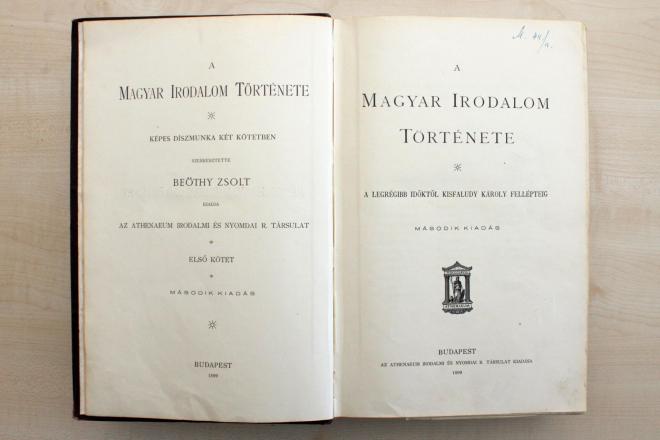 A
MAGYAR IRODALOM TÖRTÉNETE
KÉPES DÍSZMUNKA KÉT KÖTETBEN
SZERKESZTETTE
BEÖTHY ZSOLT
KIADJA
AZ ATHENAEUM IRODALMI ÉS NYOMDAI R. TÁRSULAT
ELSŐ KÖTET
MÁSODIK KIADÁS
BUDAPEST
1899
A
MAGYAR IRODALOM
TÖRTÉNETE
A LEGRÉGIBB IDŐKTŐL KISFALUDY KÁROLY FELLÉPTEIG
MÁSODIK KIADÁS
BUDAPEST
AZ ATHENAEUM IRODALMI ÉS NYOMDAI R. TÁRSULAT KIADÁSA
1899